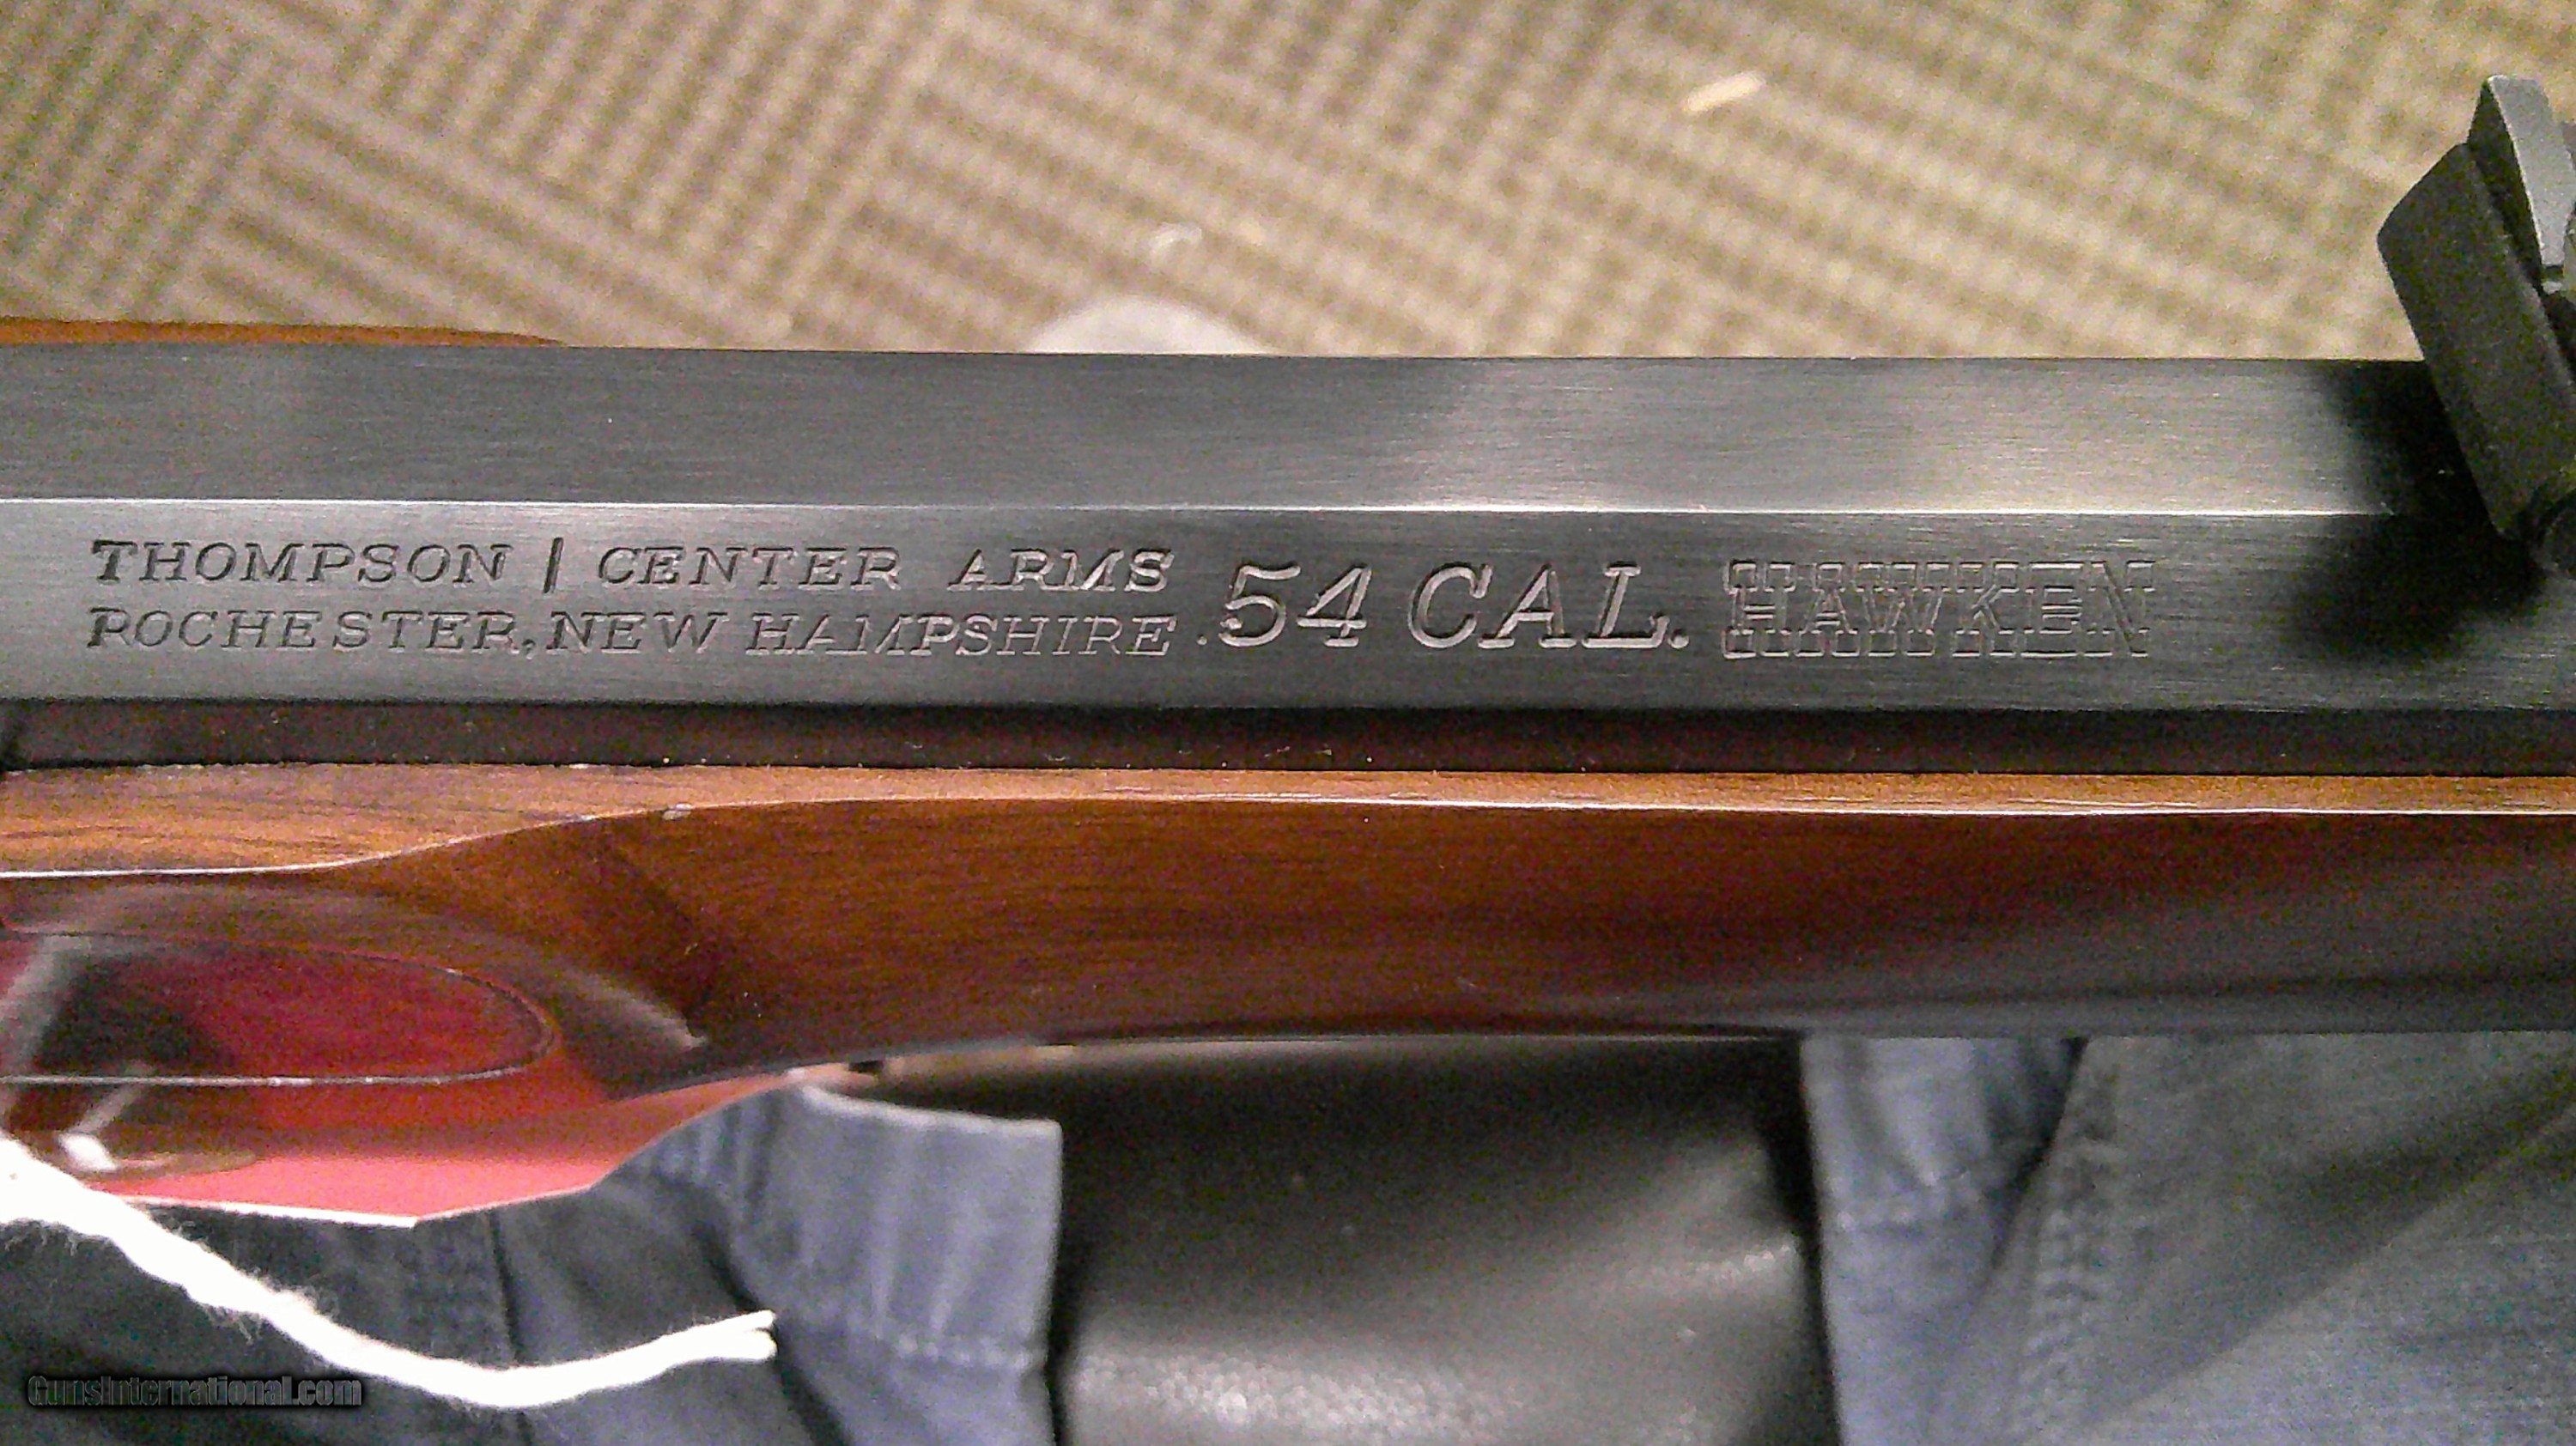 THOMPSON | CENTER ARMS
ROCHESTER, NEW HAMPSHIRE .54 CAL. HAWKEN
GunsInternational.com